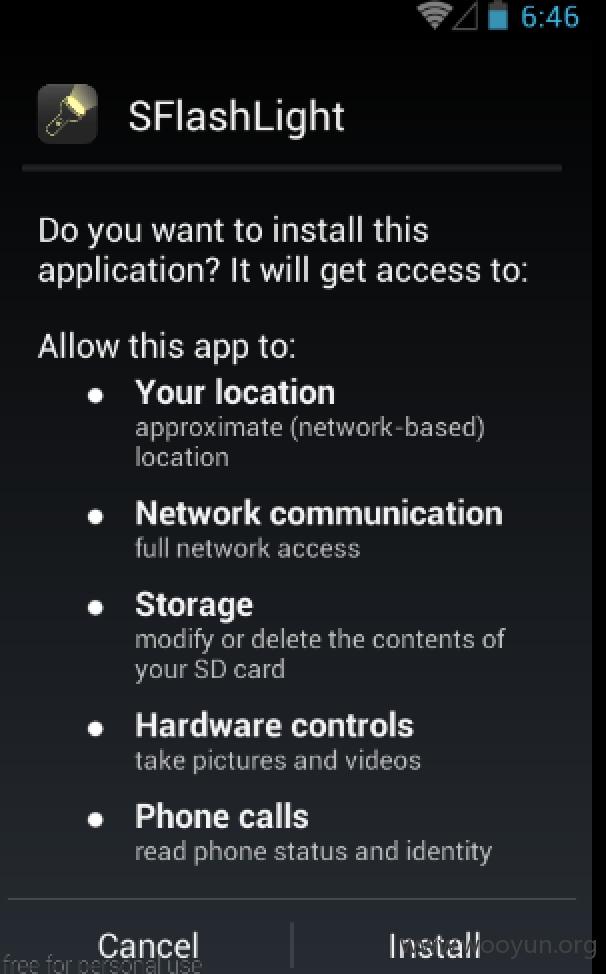 6:46
SFlashLight
Do you want to install this
application? It will get access to:
Allow this app to:
Your location
approximate (network-based)
location
Network communication
full network access
Storage
modify or delete the contents of
your SD card
Hardware controls
take pictures and videos
Phone calls
read phone status and identity
Cancel
Install
free for personal use